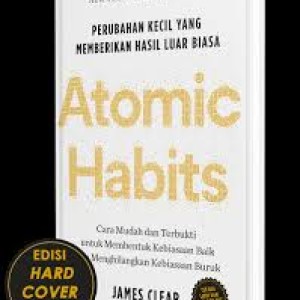 PERUBAHAN KECIL YANG
MEMBERIKAN HASIL LUAR BIASA
Atomic
Habits
Cara Mudah dan Terbukti
untuk Membentuk Kebiasaan Baik
Menghilangkan Kebiasaan Buruk
JAMES CLEAR
EDISI
HARD
COVER